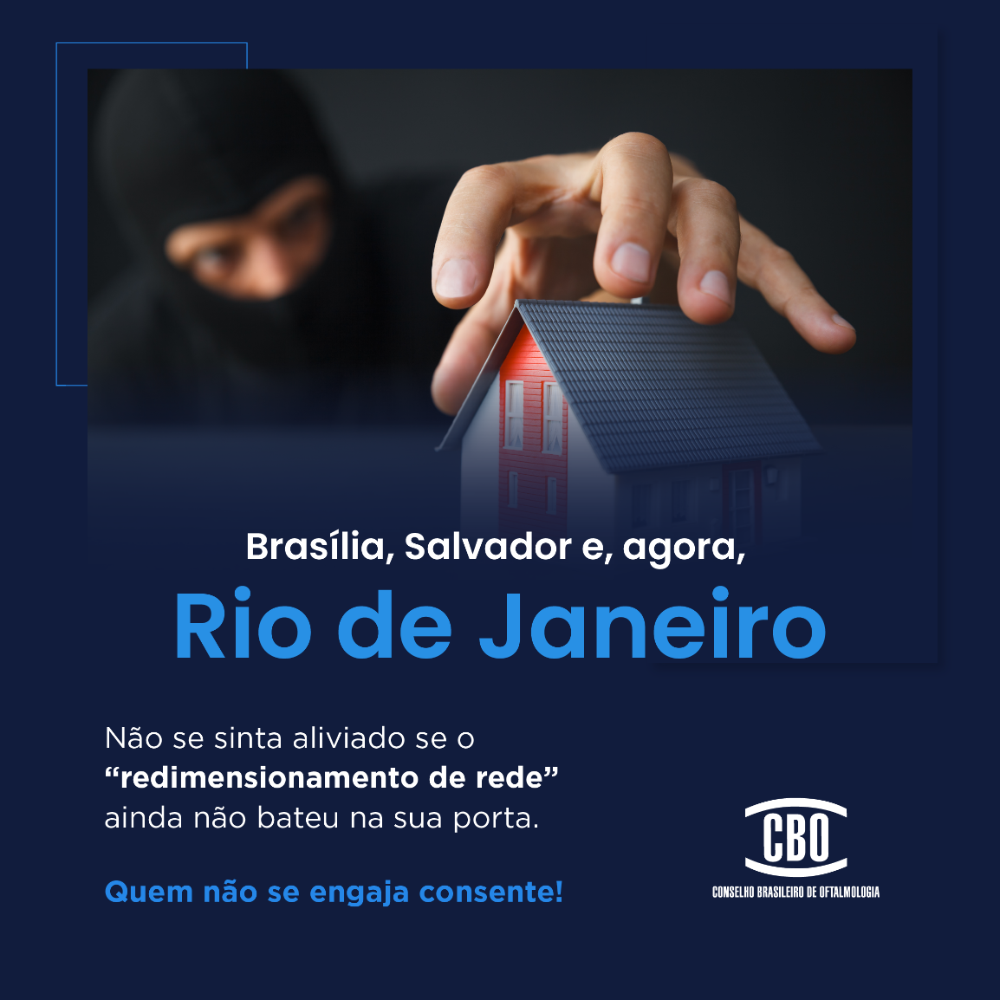 Brasília, Salvador e, agora,
Rio de Janeiro
Não se sinta aliviado se o
“redimensionamento de rede”
ainda não bateu na sua porta.
Quem não se engaja consente!
CBO
CONSELHO BRASILEIRO DE OFTALMOLOGIA